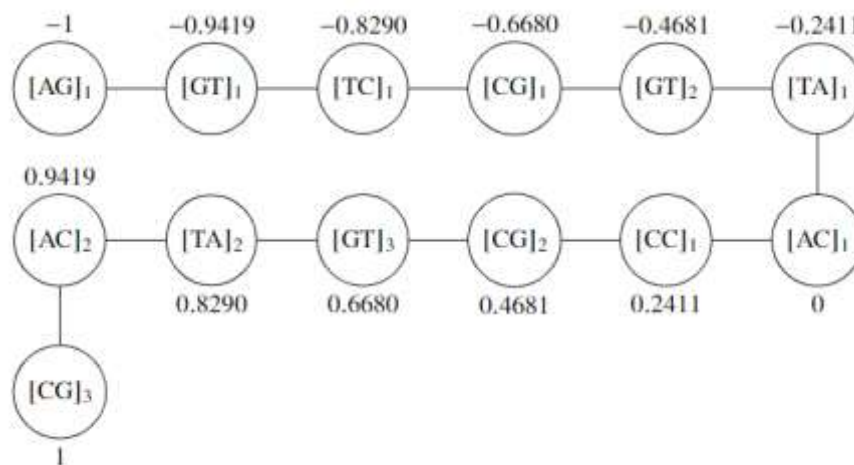 −1 −0.9419 −0.8290 −0.6680 −0.4681 −0.2411
[AG]₁ [GT]₁ [TC]₁ [CG]₁ [GT]₂ [TA]₁
0.9419
[AC]₂ [TA]₂ [GT]₃ [CG]₂ [CC]₁ [AC]₁
0.8290 0.6680 0.4681 0.2411 0
[CG]₃
1